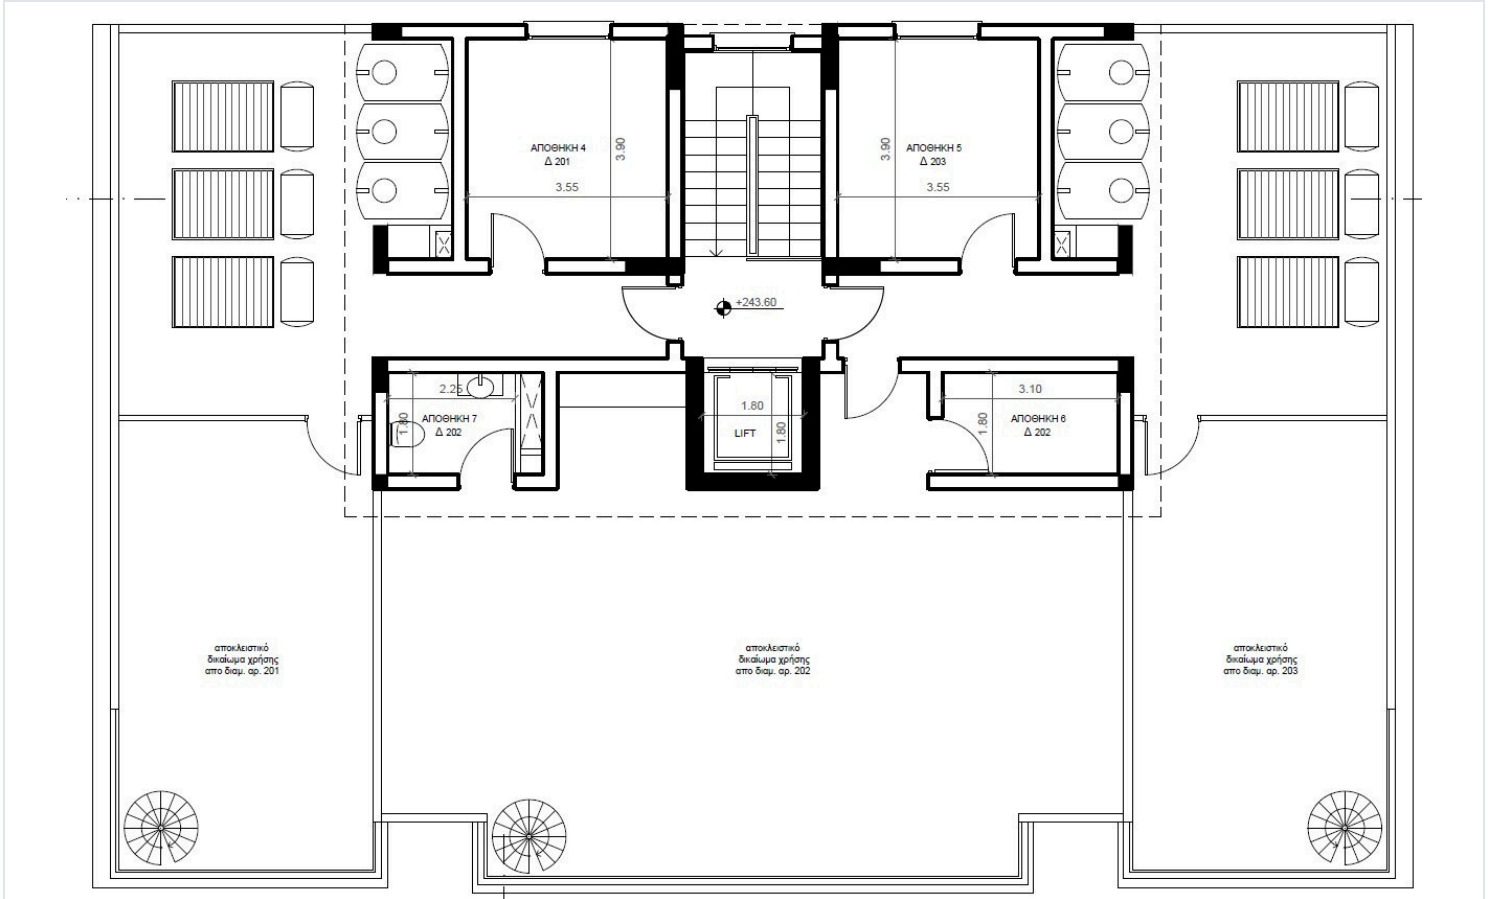 ΑΠΟΘΗΚΗ 4
Δ 201
3.90
3.55
ΑΠΟΘΗΚΗ 5
Δ 203
3.90
3.55
+243.60
2.25
ΑΠΟΘΗΚΗ 7
Δ 202
1.80
1.80
LIFT
1.80
3.10
ΑΠΟΘΗΚΗ 6
Δ 202
1.80
αποκλειστικό
δικαίωμα χρήσης
απο διαμ. αρ. 201
αποκλειστικό
δικαίωμα χρήσης
απο διαμ. αρ. 202
αποκλειστικό
δικαίωμα χρήσης
απο διαμ. αρ. 203